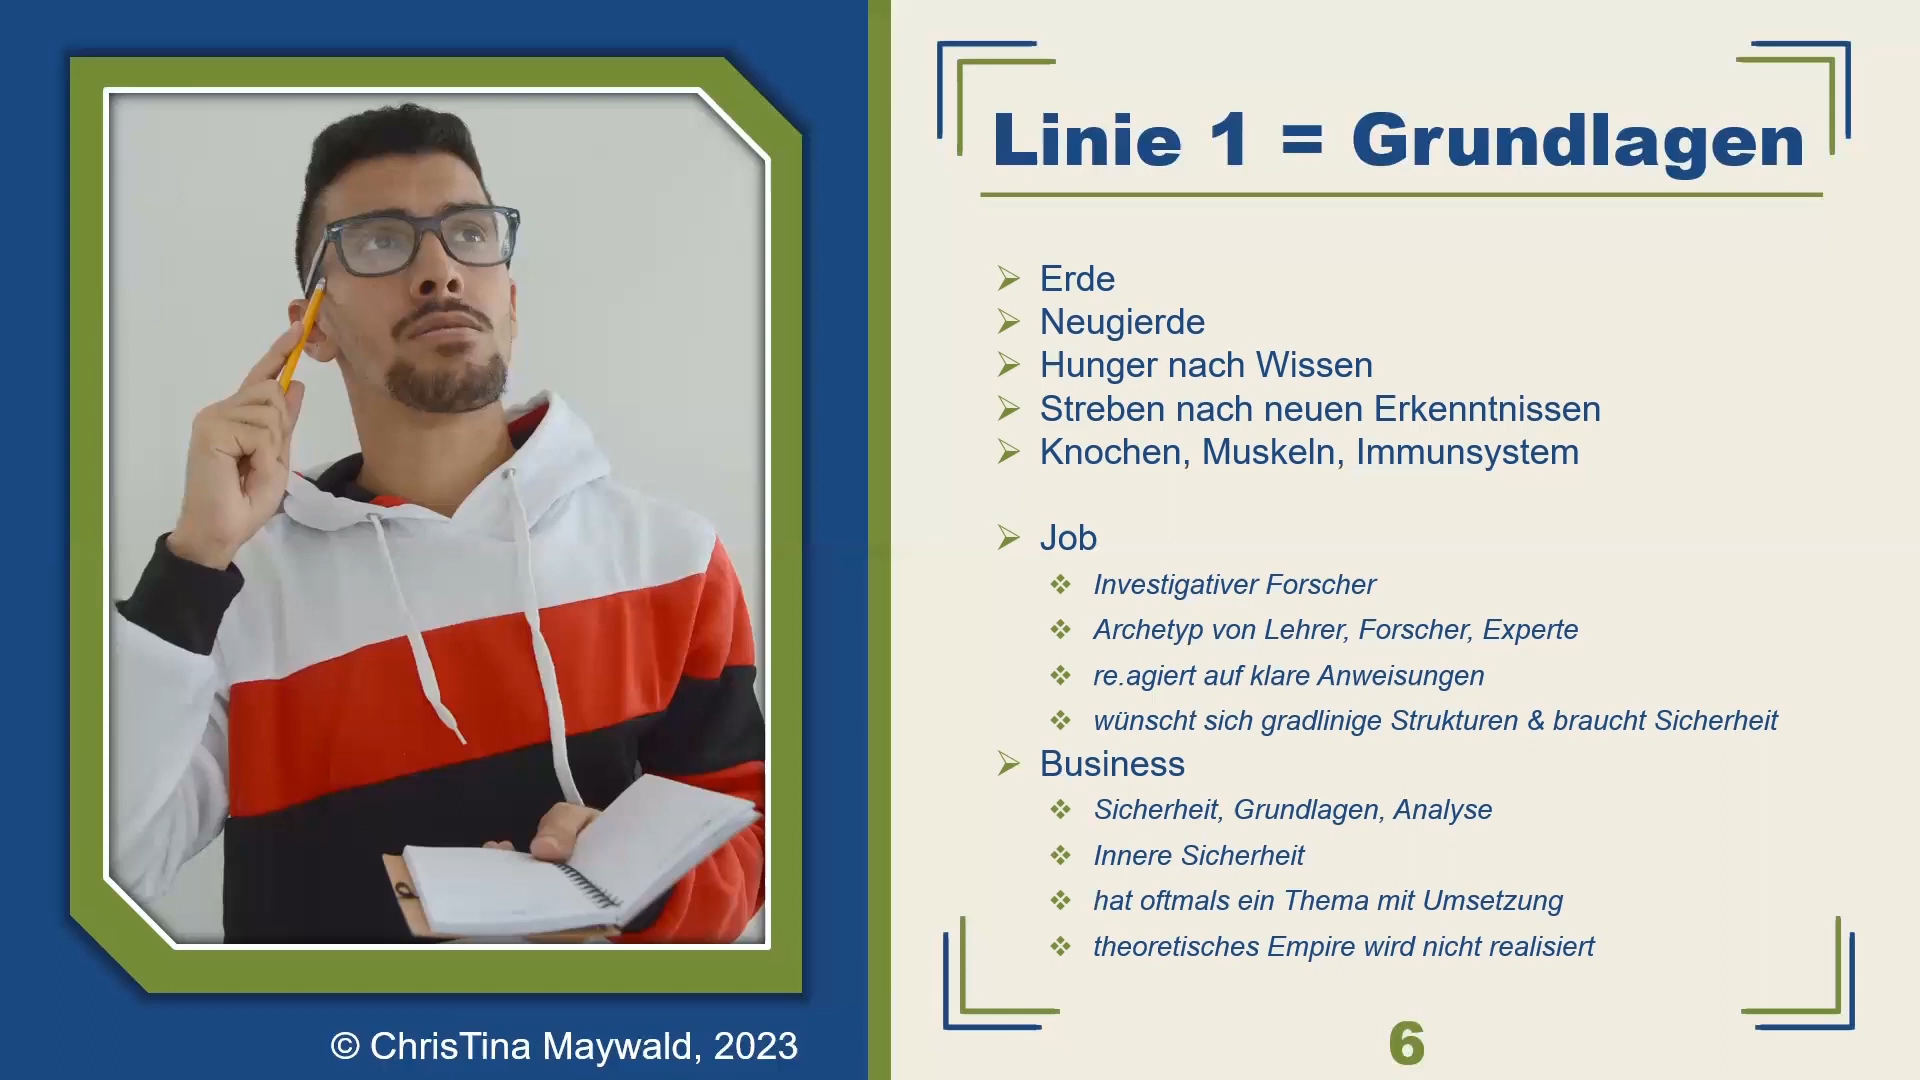 Linie 1 = Grundlagen
Erde
Neugierde
Hunger nach Wissen
Streben nach neuen Erkenntnissen
Knochen, Muskeln, Immunsystem
Job
Investigativer Forscher
Archetyp von Lehrer, Forscher, Experte
re.agiert auf klare Anweisungen
wünscht sich gradlinige Strukturen & braucht Sicherheit
Business
Sicherheit, Grundlagen, Analyse
Innere Sicherheit
hat oftmals ein Thema mit Umsetzung
theoretisches Empire wird nicht realisiert
© ChrisTina Maywald, 2023
6